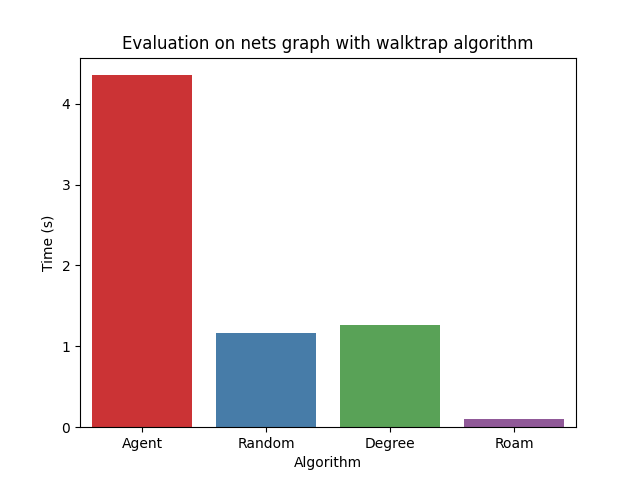 Evaluation on nets graph with walktrap algorithm
Time (s)
4
3
2
1
0
Agent Random Degree Roam
Algorithm